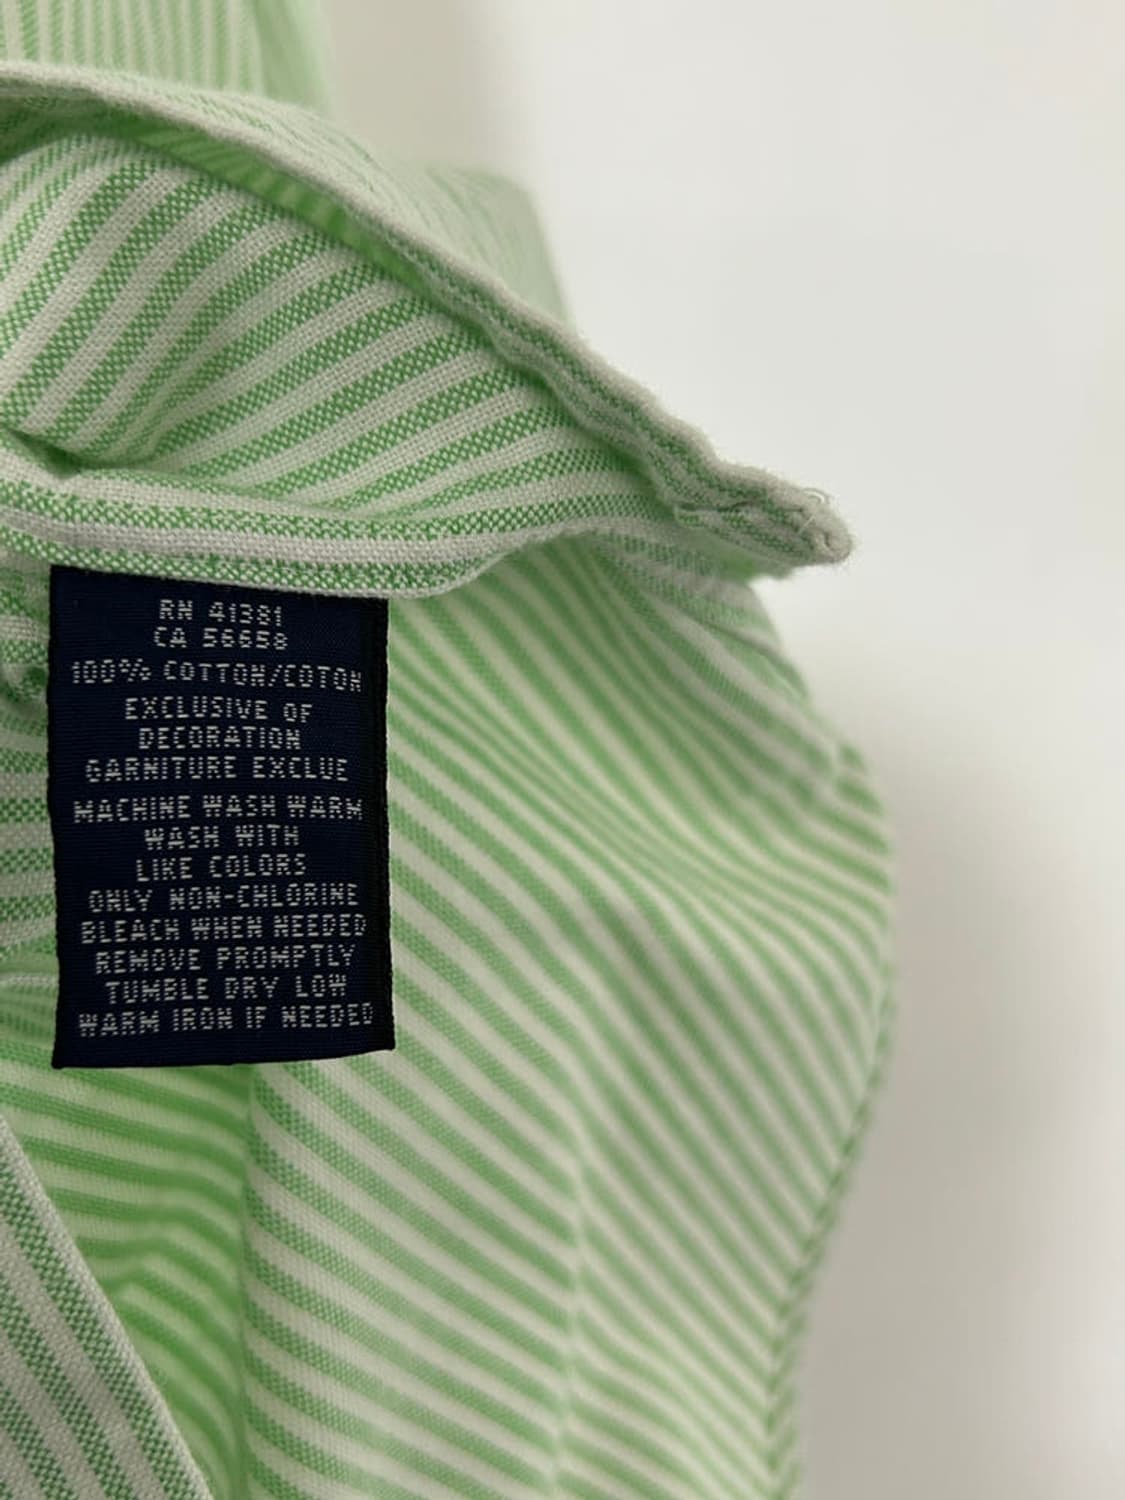 RN 41381
CA 56658
100% COTTON/COTON
EXCLUSIVE OF
DECORATION
GARNITURE EXCLUE
MACHINE WASH WARM
WASH WITH
LIKE COLORS
ONLY NON-CHLORINE
BLEACH WHEN NEEDED
REMOVE PROMPTLY
TUMBLE DRY LOW
WARM IRON IF NEEDED